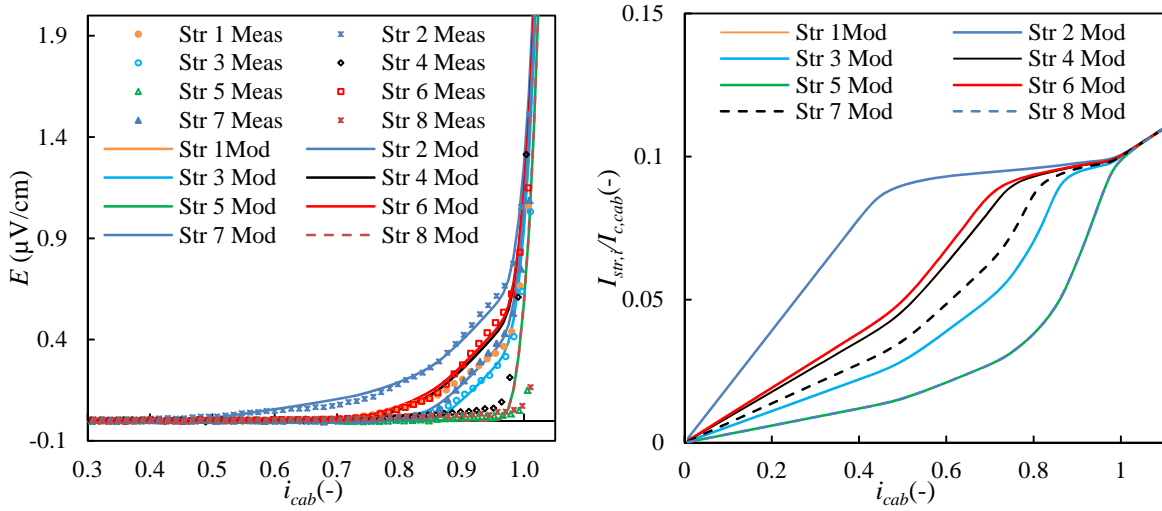 1.9
1.4
0.9
0.4
-0.1
E (µV/cm)
Str 1 Meas Str 2 Meas
Str 3 Meas Str 4 Meas
Str 5 Meas Str 6 Meas
Str 7 Meas Str 8 Meas
Str 1Mod Str 2 Mod
Str 3 Mod Str 4 Mod
Str 5 Mod Str 6 Mod
Str 7 Mod Str 8 Mod
0.3 0.4 0.5 0.6 0.7 0.8 0.9 1.0
i_cab(-)
0.15
0.1
0.05
0
I_str,i/I_c,cab(-)
Str 1Mod Str 2 Mod
Str 3 Mod Str 4 Mod
Str 5 Mod Str 6 Mod
Str 7 Mod Str 8 Mod
0 0.2 0.4 0.6 0.8 1
i_cab(-)